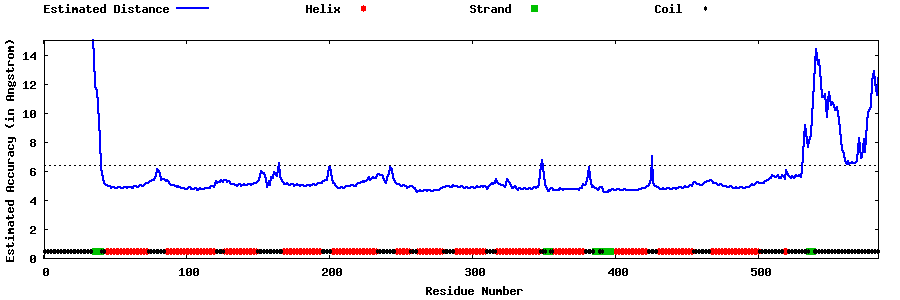 Estimated Distance Helix Strand Coil
Estimated Accuracy (in Angstrom)
14
12
10
8
6
4
2
0
0 100 200 300 400 500
Residue Number